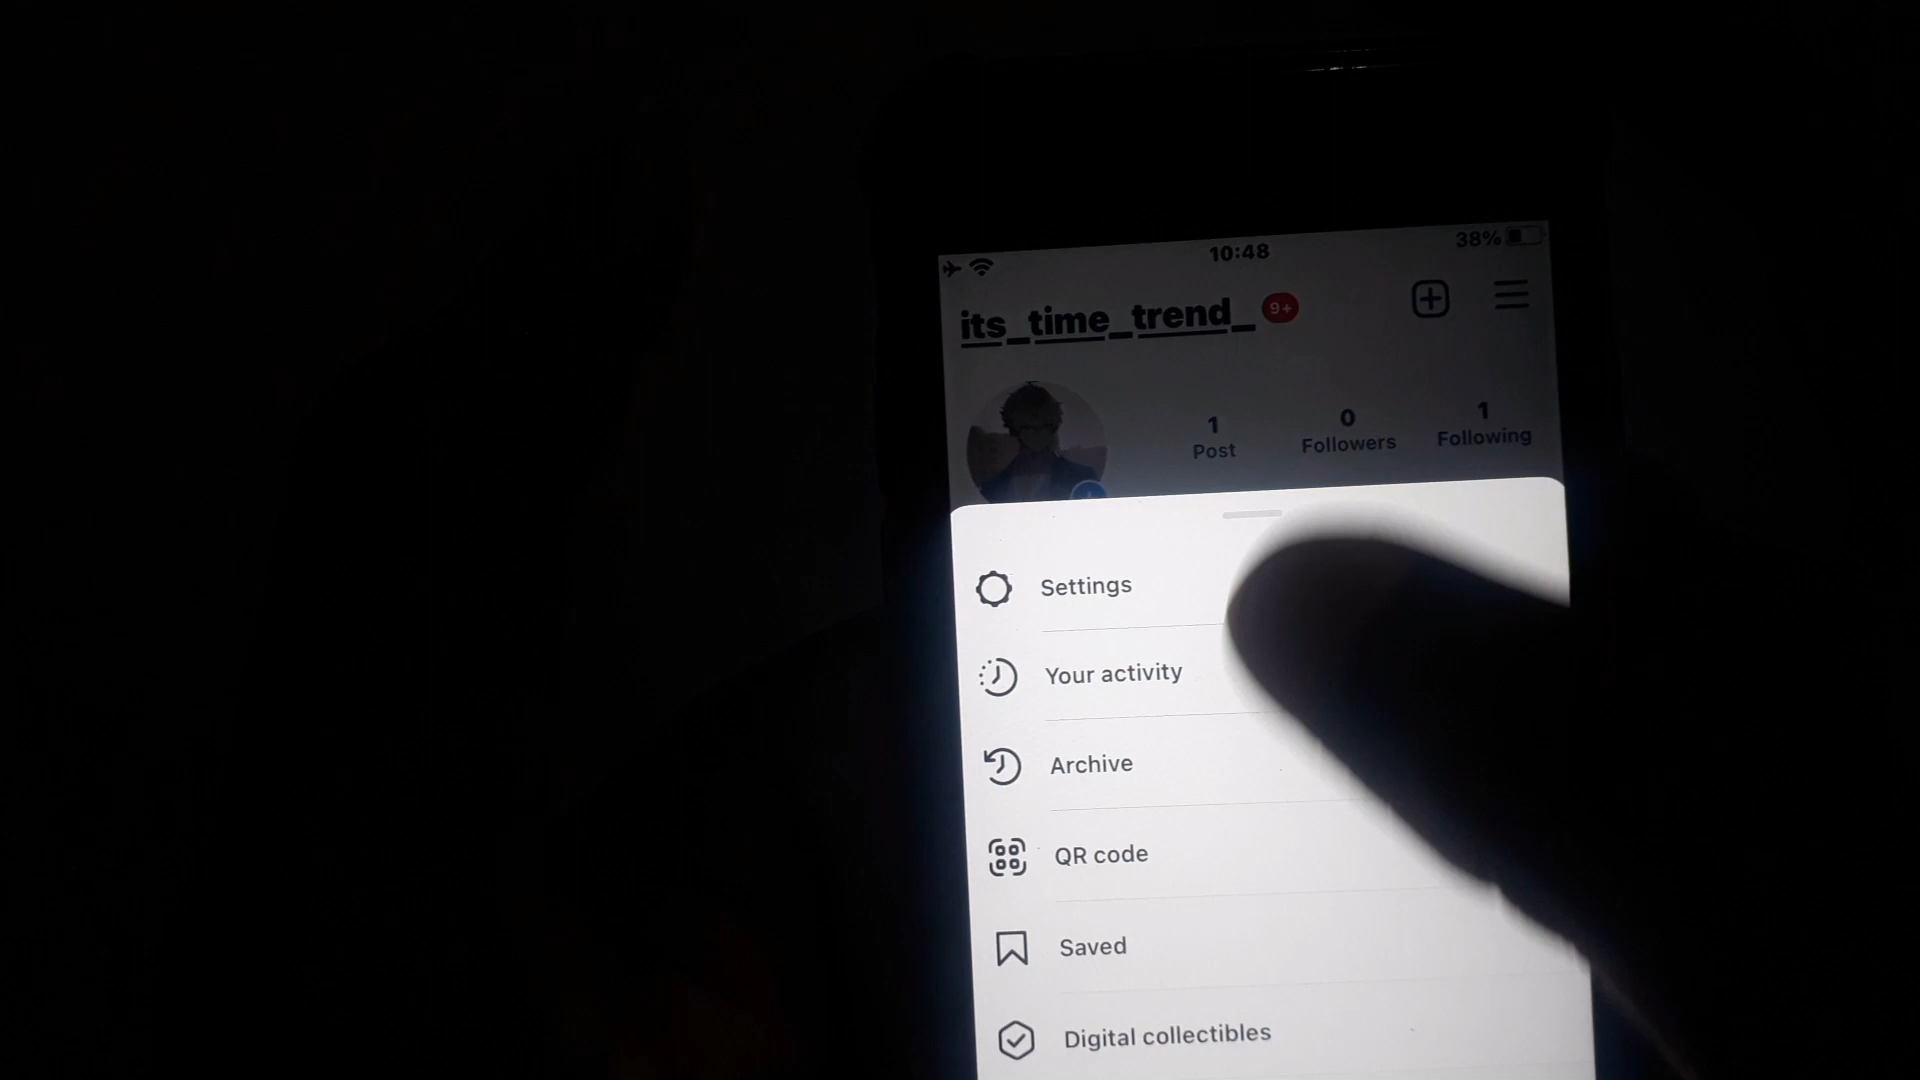 10:48
38%
its_time_trend_ 9+
1 0 1
Post Followers Following
Settings
Your activity
Archive
QR code
Saved
Digital collectibles